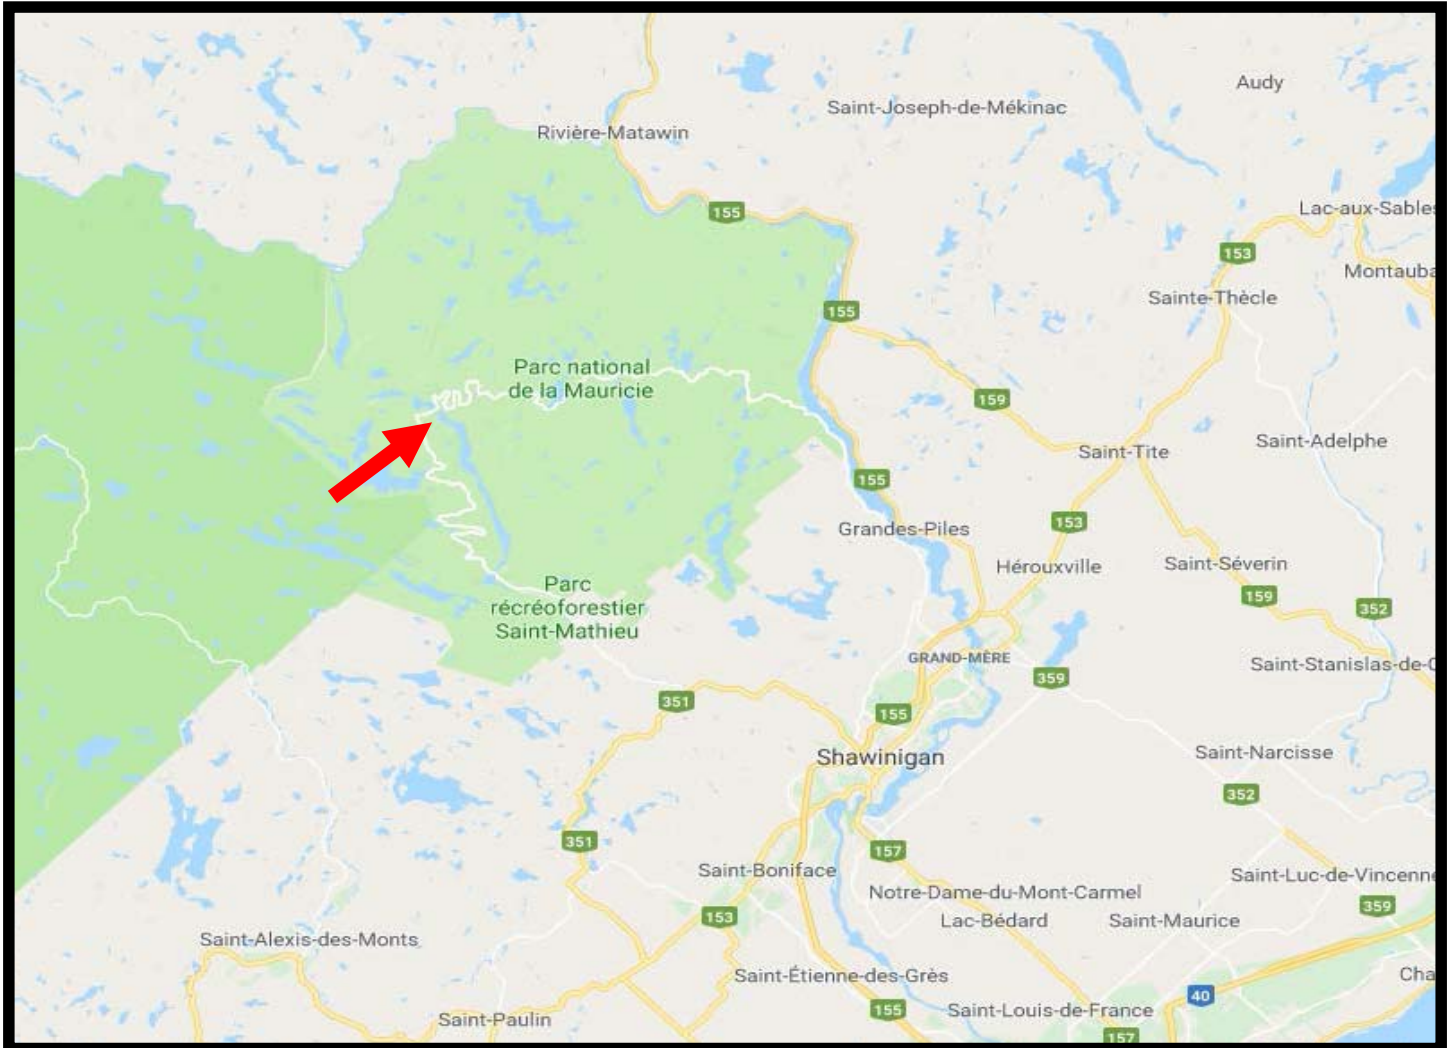 Audy
Saint-Joseph-de-Mékinac
Rivière-Matawin
155
Lac-aux-Sables
153
Montauba
Sainte-Thècle
155
Parc national
de la Mauricie
159
Saint-Adelphe
Saint-Tite
155
153
Grandes-Piles
Hérouxville
Saint-Séverin
Parc
récréoforestier
Saint-Mathieu
159
352
GRAND-MÈRE
359
Saint-Stanislas-de-C
351
155
Shawinigan
Saint-Narcisse
352
351
157
Saint-Boniface
Saint-Luc-de-Vincenne
Notre-Dame-du-Mont-Carmel
359
153
Lac-Bédard
Saint-Maurice
Saint-Alexis-des-Monts
Saint-Étienne-des-Grès
Cha
40
155
Saint-Louis-de-France
Saint-Paulin
157